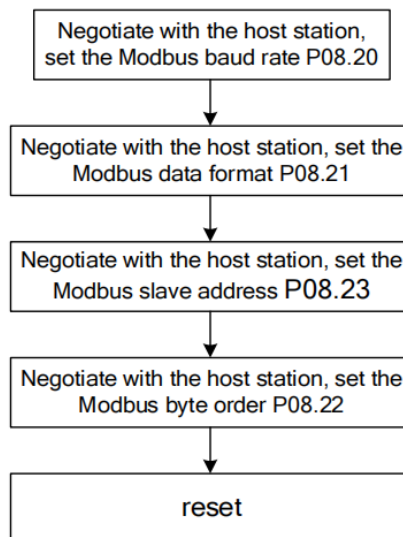 Negotiate with the host station,
set the Modbus baud rate P08.20
Negotiate with the host station, set the
Modbus data format P08.21
Negotiate with the host station, set the
Modbus slave address P08.23
Negotiate with the host station, set the
Modbus byte order P08.22
reset